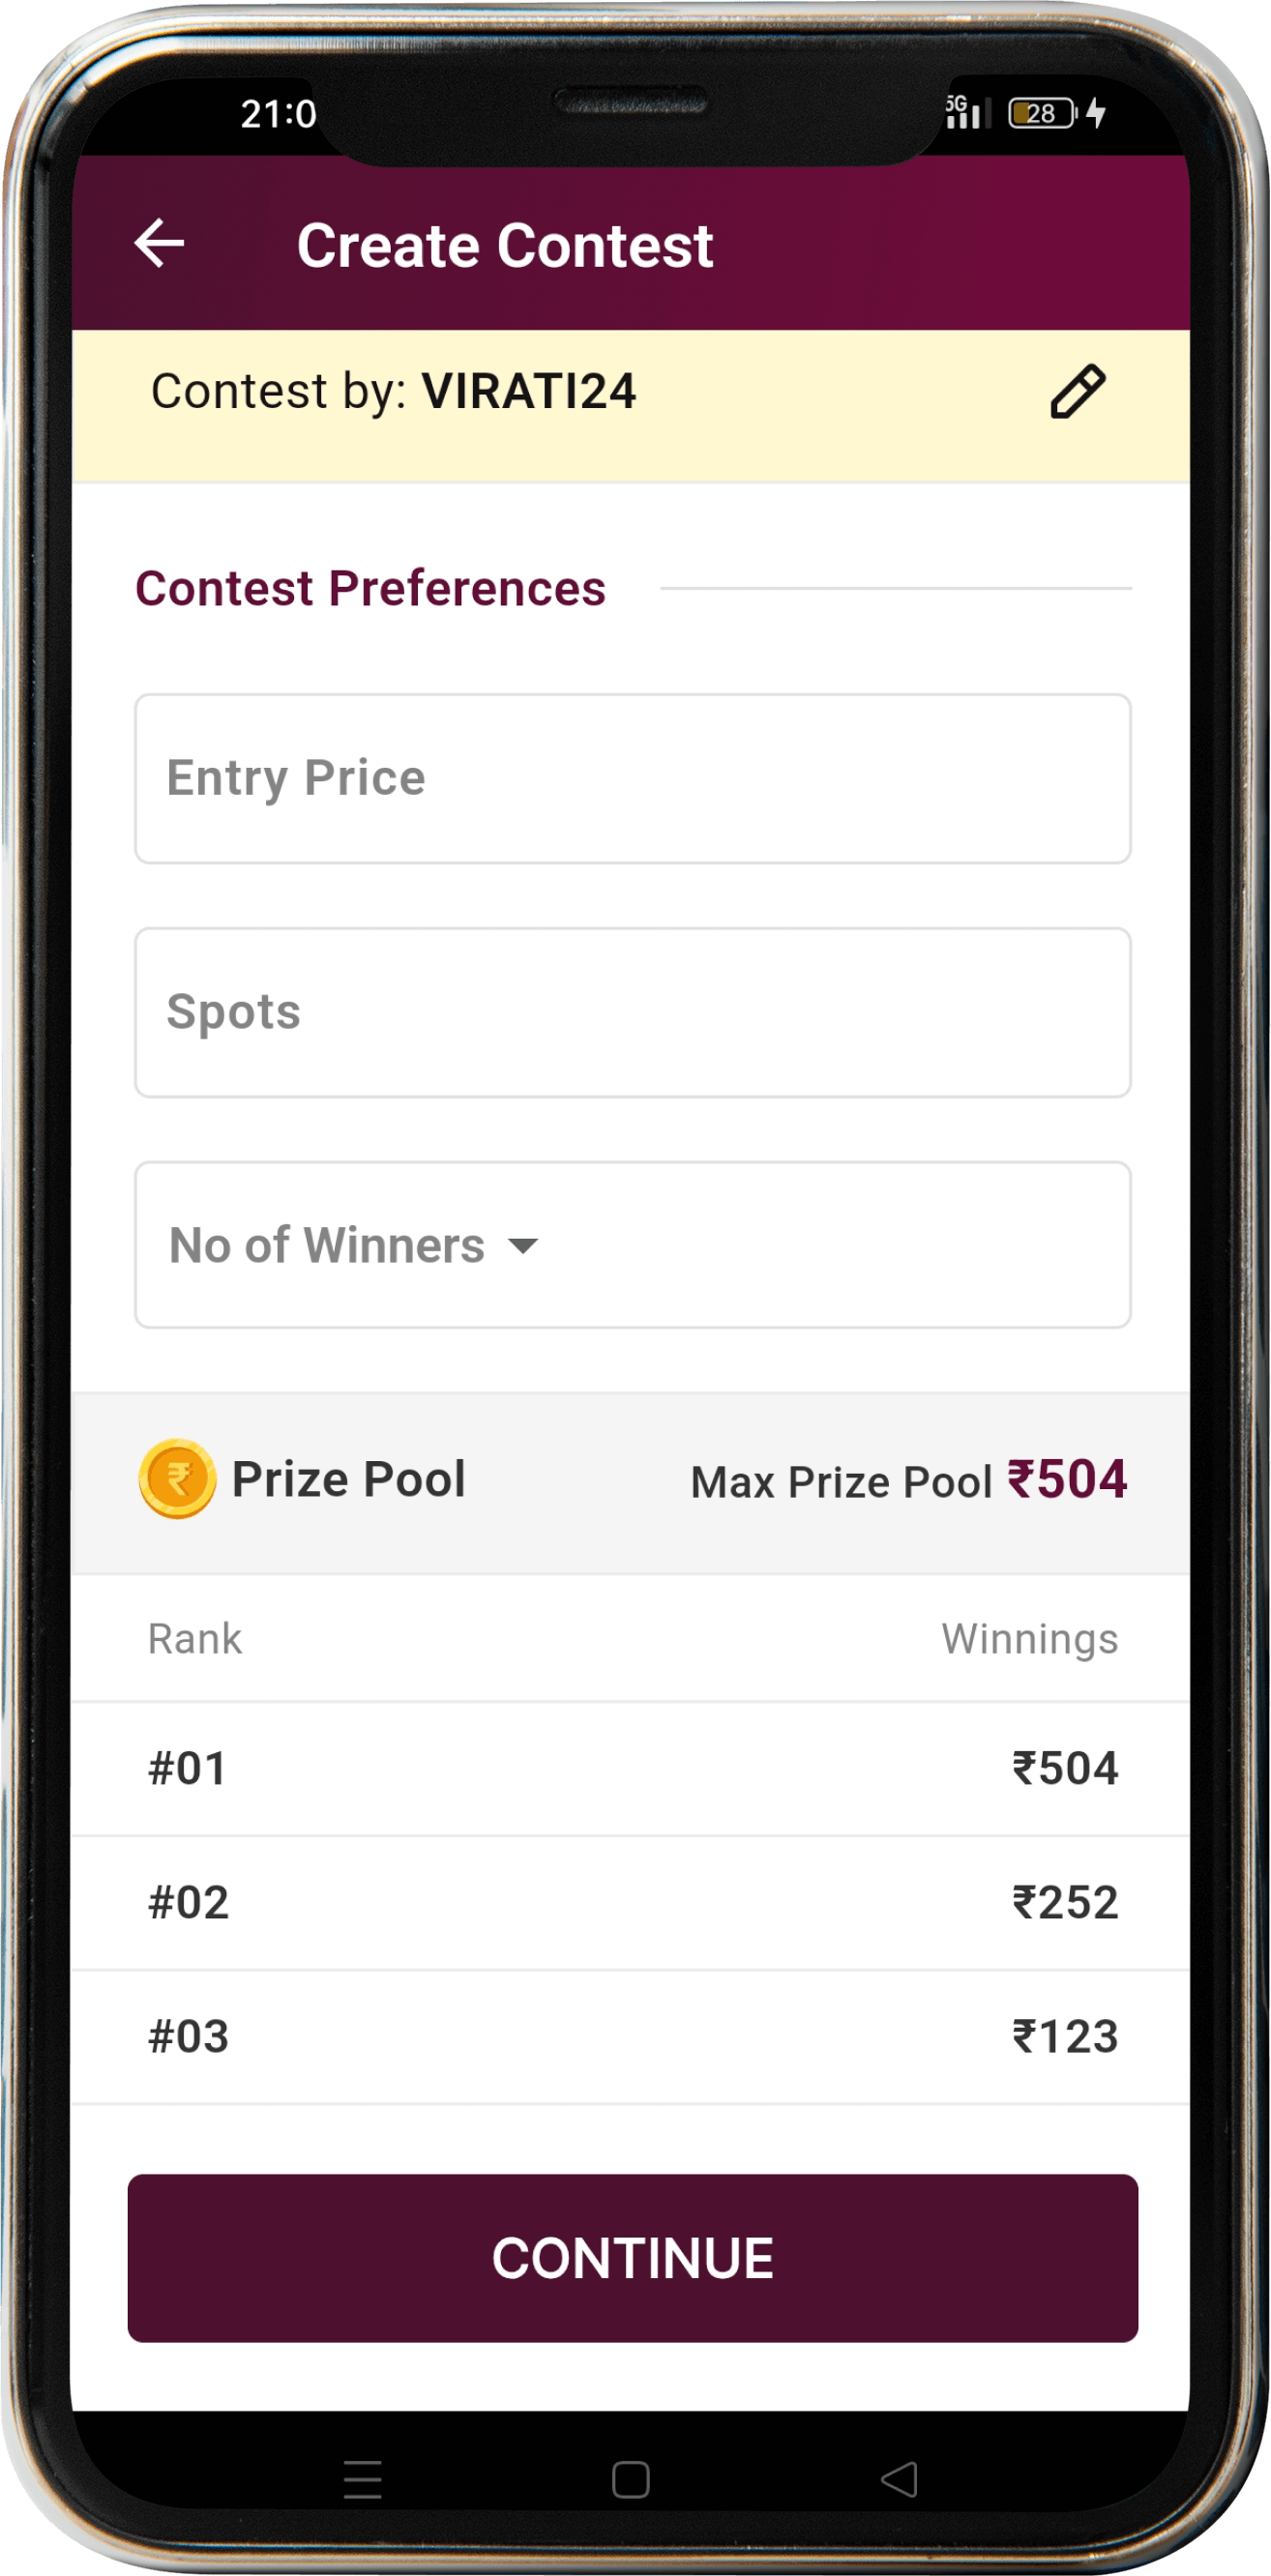 21:0
5G
28
Create Contest
Contest by: VIRATI24
Contest Preferences
Entry Price
Spots
No of Winners
Prize Pool
Max Prize Pool ₹504
Rank Winnings
#01 ₹504
#02 ₹252
#03 ₹123
CONTINUE